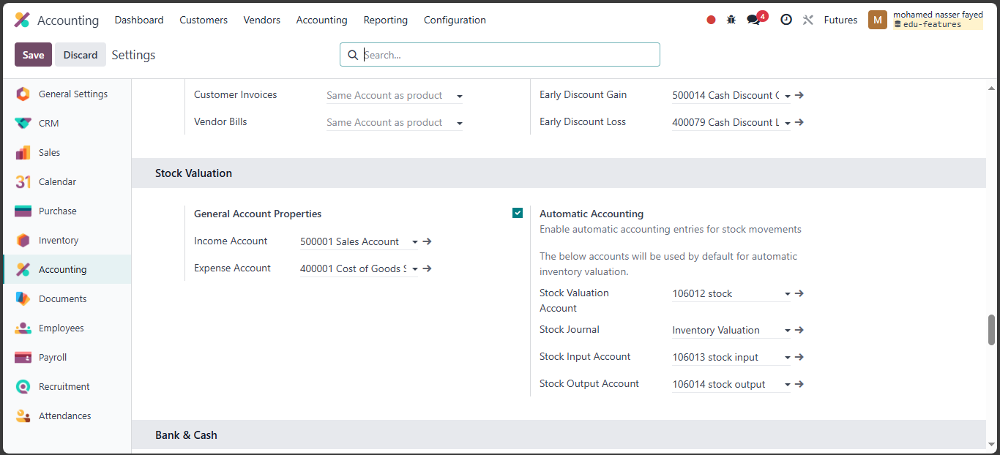 Accounting Dashboard Customers Vendors Accounting Reporting Configuration 4 Futures M mohamed nasser fayed
edu-features
Save Discard Settings Search...
General Settings
CRM
Sales
31 Calendar
Purchase
Inventory
Accounting
Documents
Employees
Payroll
Recruitment
Attendances
Customer Invoices Same Account as product
Vendor Bills Same Account as product
Early Discount Gain 500014 Cash Discount
Early Discount Loss 400079 Cash Discount L
Stock Valuation
General Account Properties
Income Account 500001 Sales Account
Expense Account 400001 Cost of Goods S
Automatic Accounting
Enable automatic accounting entries for stock movements
The below accounts will be used by default for automatic
inventory valuation.
Stock Valuation
Account 106012 stock
Stock Journal Inventory Valuation
Stock Input Account 106013 stock input
Stock Output Account 106014 stock output
Bank & Cash